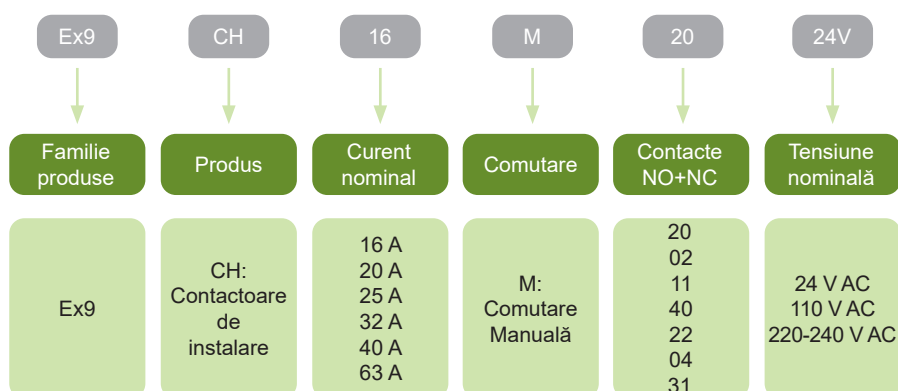 Ex9
CH
16
M
20
24V
Familie
produse
Produs
Curent
nominal
Comutare
Contacte
NO+NC
Tensiune
nominală
Ex9
CH:
Contactoare
de
instalare
16 A
20 A
25 A
32 A
40 A
63 A
M:
Comutare
Manuală
20
02
11
40
22
04
31
24 V AC
110 V AC
220-240 V AC